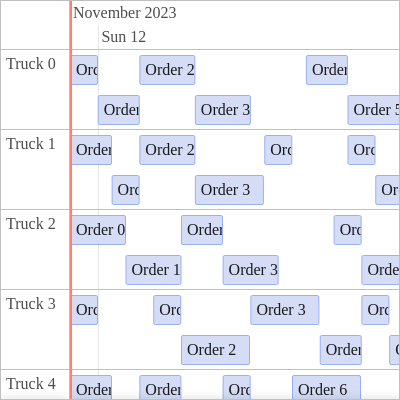 November 2023
Sun 12
Truck 0
Ord
Order 2
Order
Order
Order 3
Order 5
Truck 1
Order
Order 2
Ord
Ord
Ord
Order 3
Or
Truck 2
Order 0
Order
Ord
Order 1
Order 3
Orde
Truck 3
Ord
Ord
Order 3
Ord
Order 2
Order
Truck 4
Order
Order
Ord
Order 6